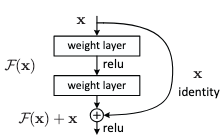 x
weight layer
relu
F(x)
x
identity
weight layer
F(x) + x
relu